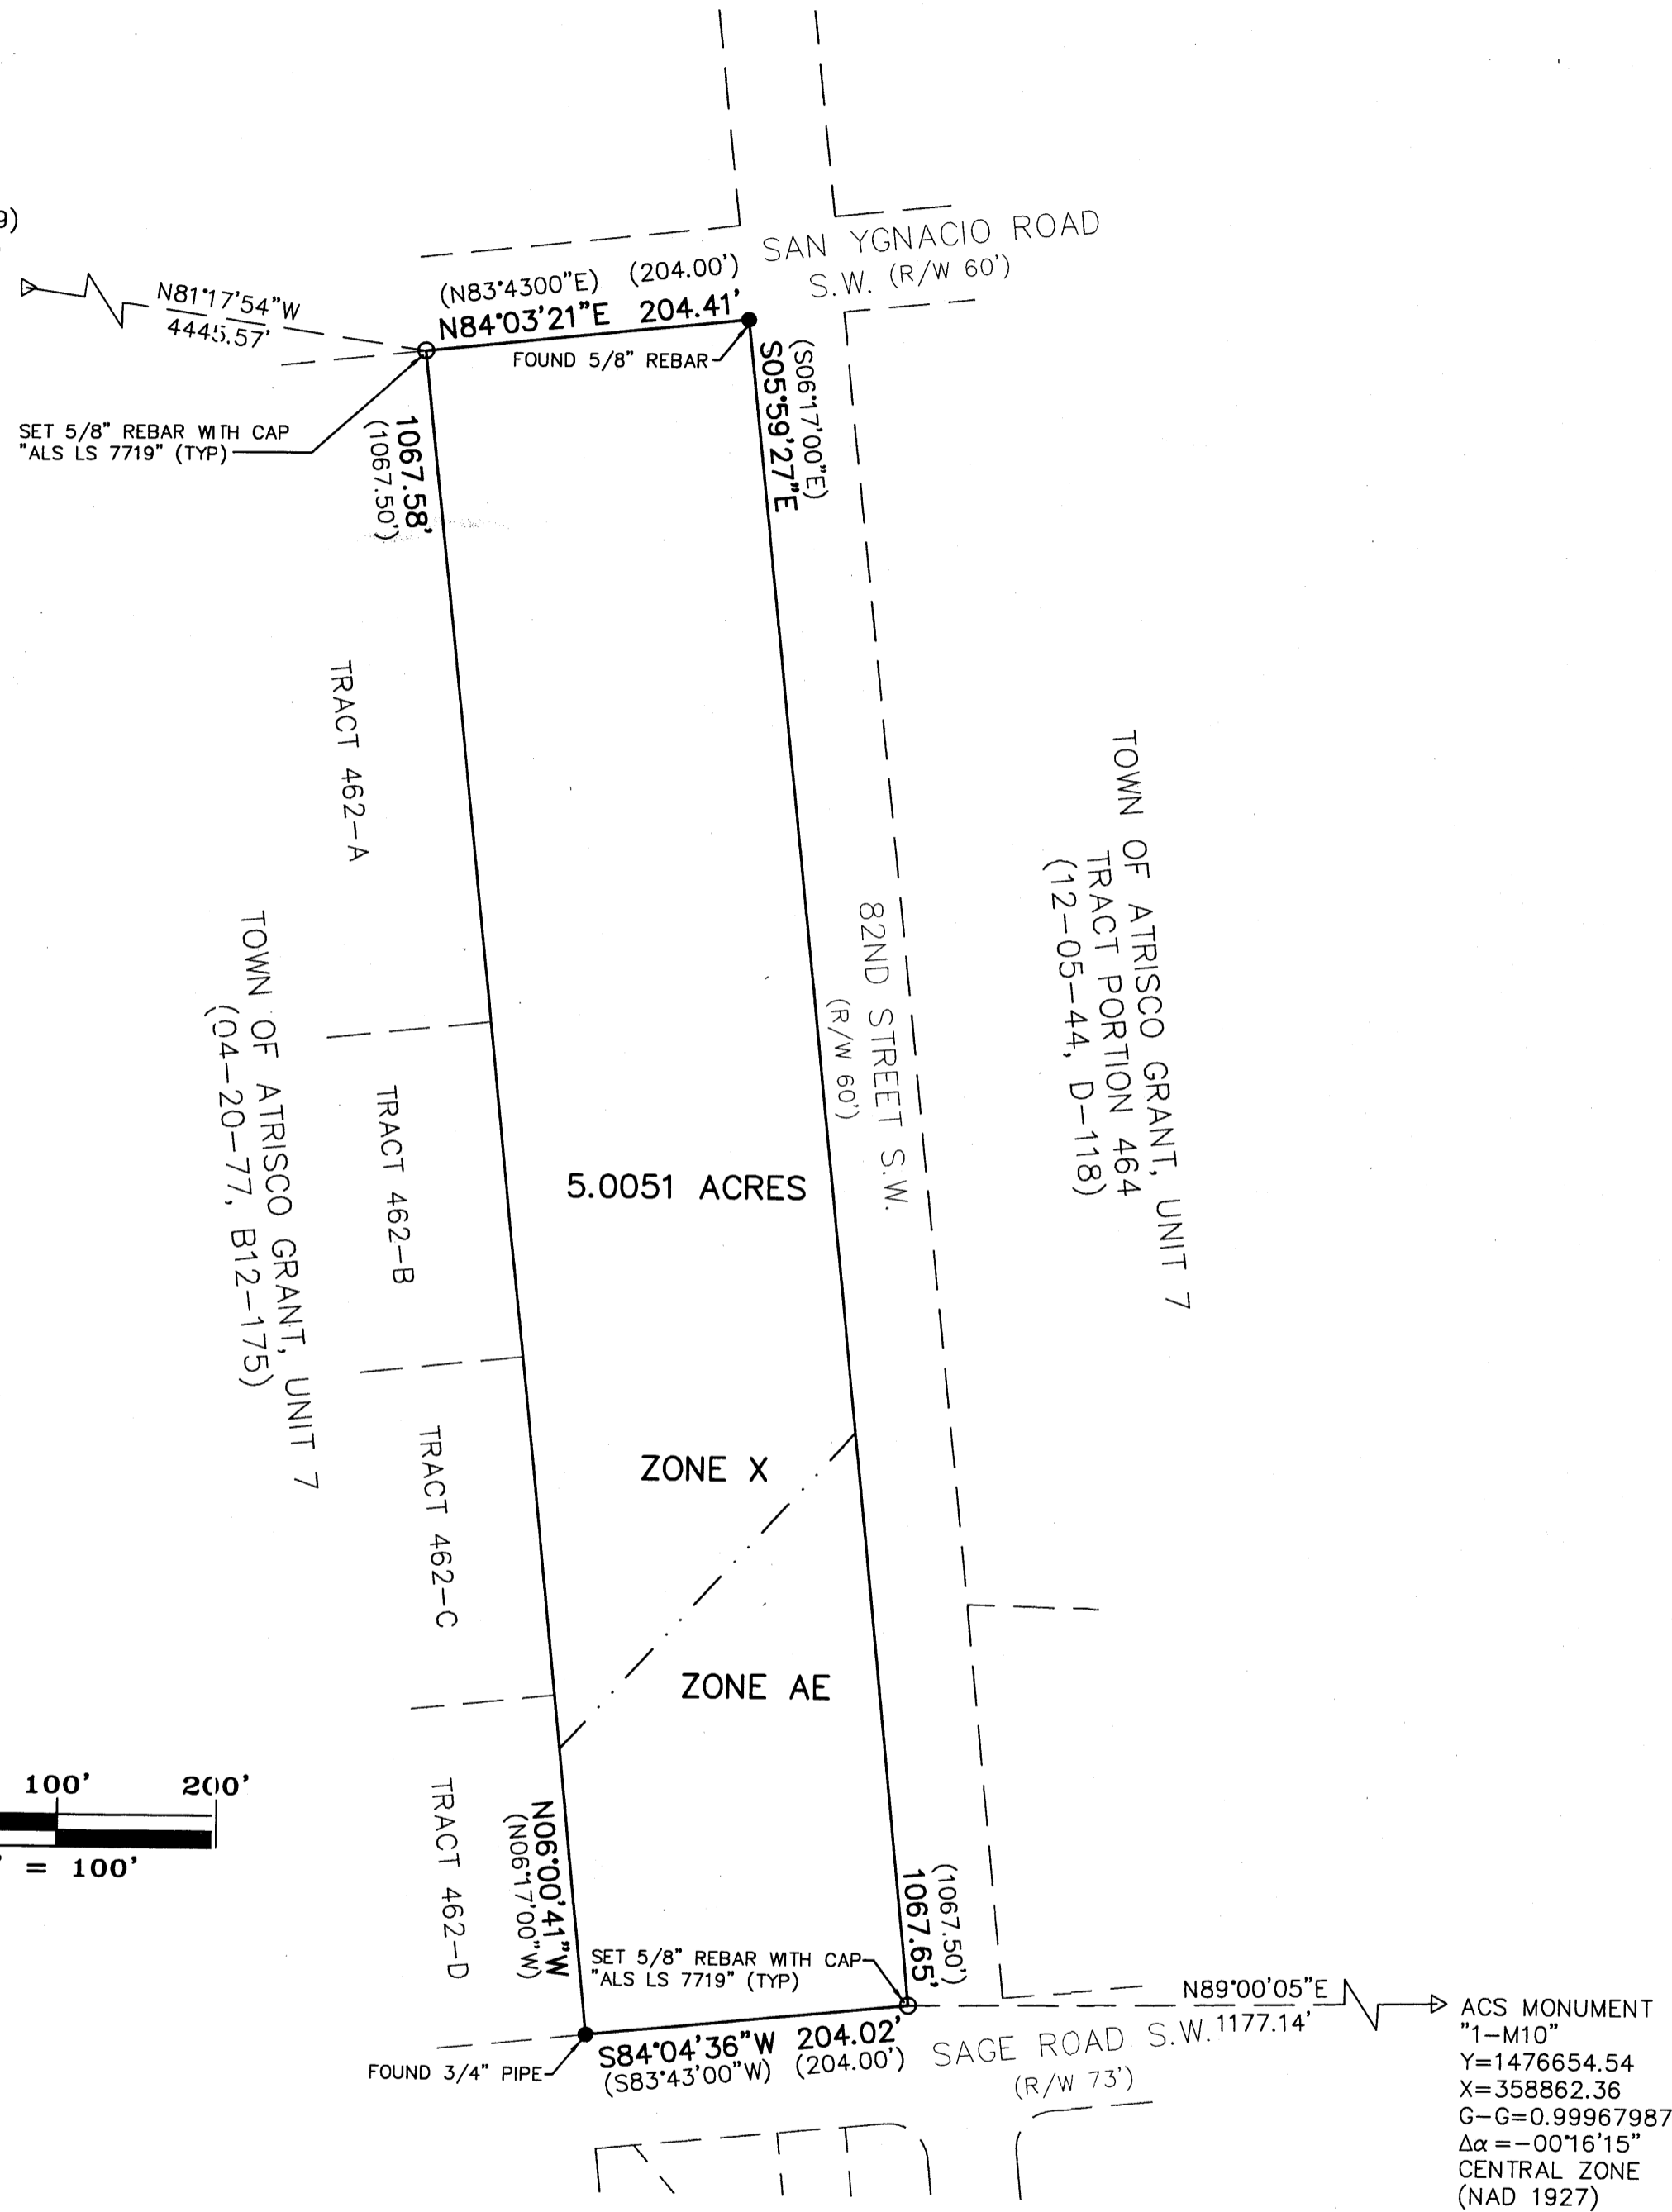 9)
SAN YGNACIO ROAD
S.W. (R/W 60')
N81°17'54"W
4445.57'
(N83°4300"E) (204.00')
N84°03'21"E 204.41'
FOUND 5/8" REBAR
SET 5/8" REBAR WITH CAP
"ALS LS 7719" (TYP)
1067.58'
(1067.50')
(S06°17'00"E)
S05°59'27"E
TRACT 462-A
TOWN OF ATRISCO GRANT, UNIT 7
TRACT PORTION 464
(12-05-44, D-118)
82ND STREET S.W.
(R/W 60')
TOWN OF ATRISCO GRANT, UNIT 7
(04-20-77, B12-175)
TRACT 462-B
5.0051 ACRES
TRACT 462-C
ZONE X
ZONE AE
100' 200'
' = 100'
TRACT 462-D
N06°00'41"W
(N06°17'00"W)
(1067.50')
1067.65'
SET 5/8" REBAR WITH CAP
"ALS LS 7719" (TYP)
N89°00'05"E
1177.14'
S84°04'36"W 204.02'
(S83°43'00"W) (204.00')
SAGE ROAD S.W.
(R/W 73')
FOUND 3/4" PIPE
ACS MONUMENT
"1-M10"
Y=1476654.54
X=358862.36
G-G=0.99967987
Δα=-00°16'15"
CENTRAL ZONE
(NAD 1927)